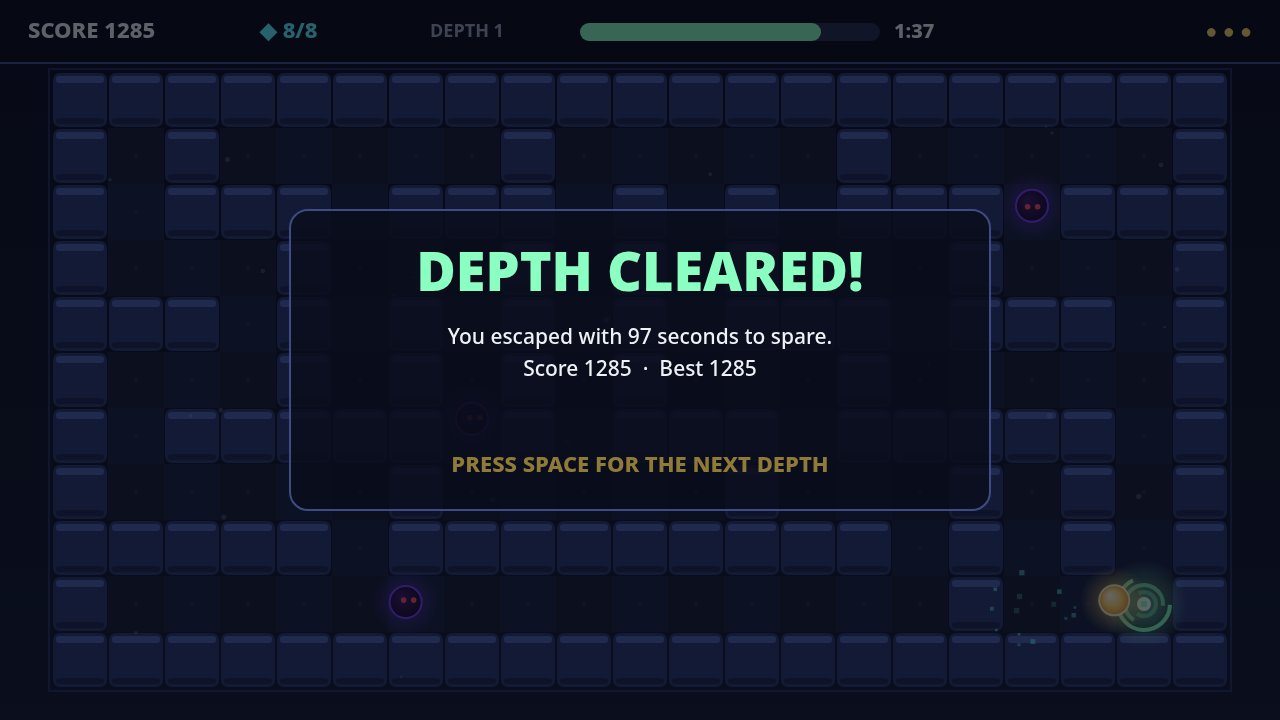 SCORE 1285
8/8
DEPTH 1
1:37
DEPTH CLEARED!
You escaped with 97 seconds to spare.
Score 1285 · Best 1285
PRESS SPACE FOR THE NEXT DEPTH